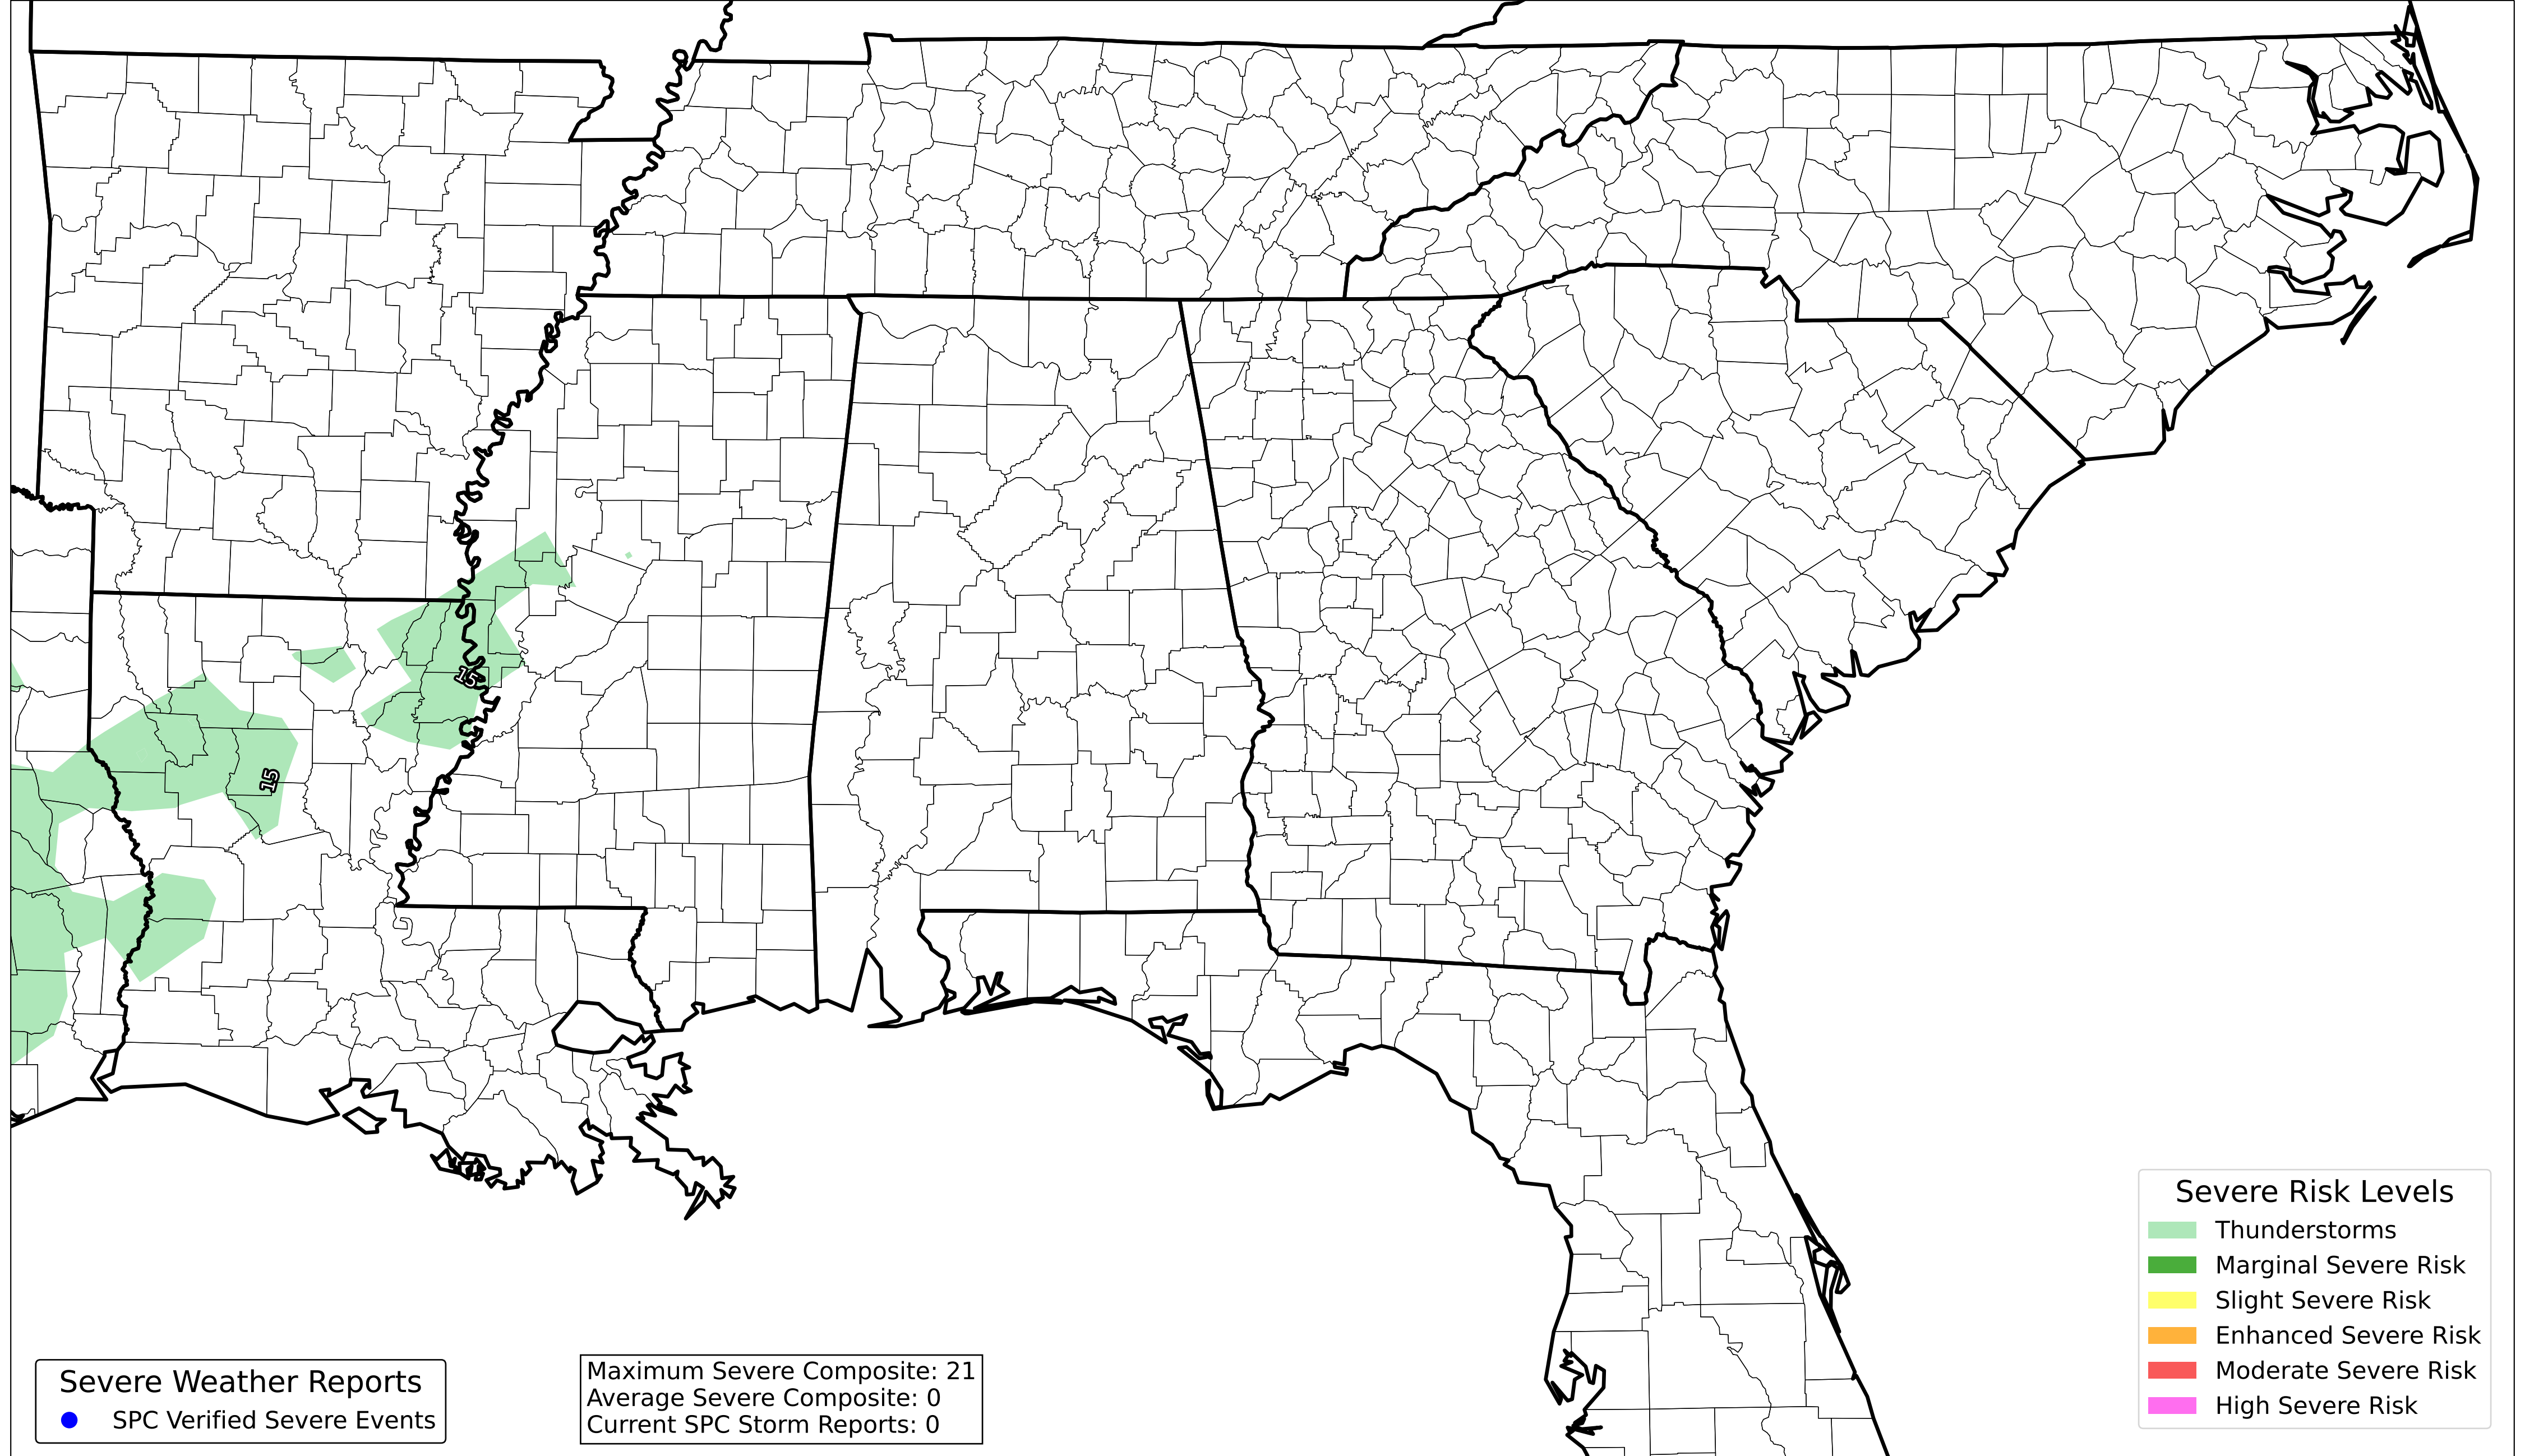 15
15
Severe Risk Levels
Thunderstorms
Marginal Severe Risk
Slight Severe Risk
Enhanced Severe Risk
Moderate Severe Risk
High Severe Risk
Severe Weather Reports
SPC Verified Severe Events
Maximum Severe Composite: 21
Average Severe Composite: 0
Current SPC Storm Reports: 0